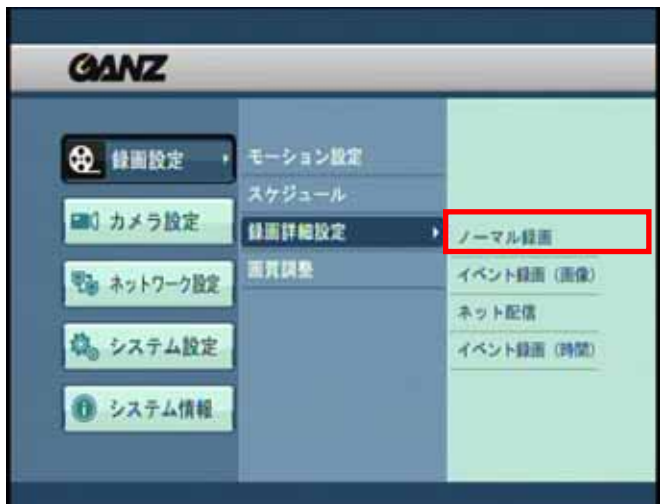 GANZ
録画設定
カメラ設定
ネットワーク設定
システム設定
システム情報
モーション設定
スケジュール
録画詳細設定
画質調整
ノーマル録画
イベント録画（画像）
ネット配信
イベント録画（時間）